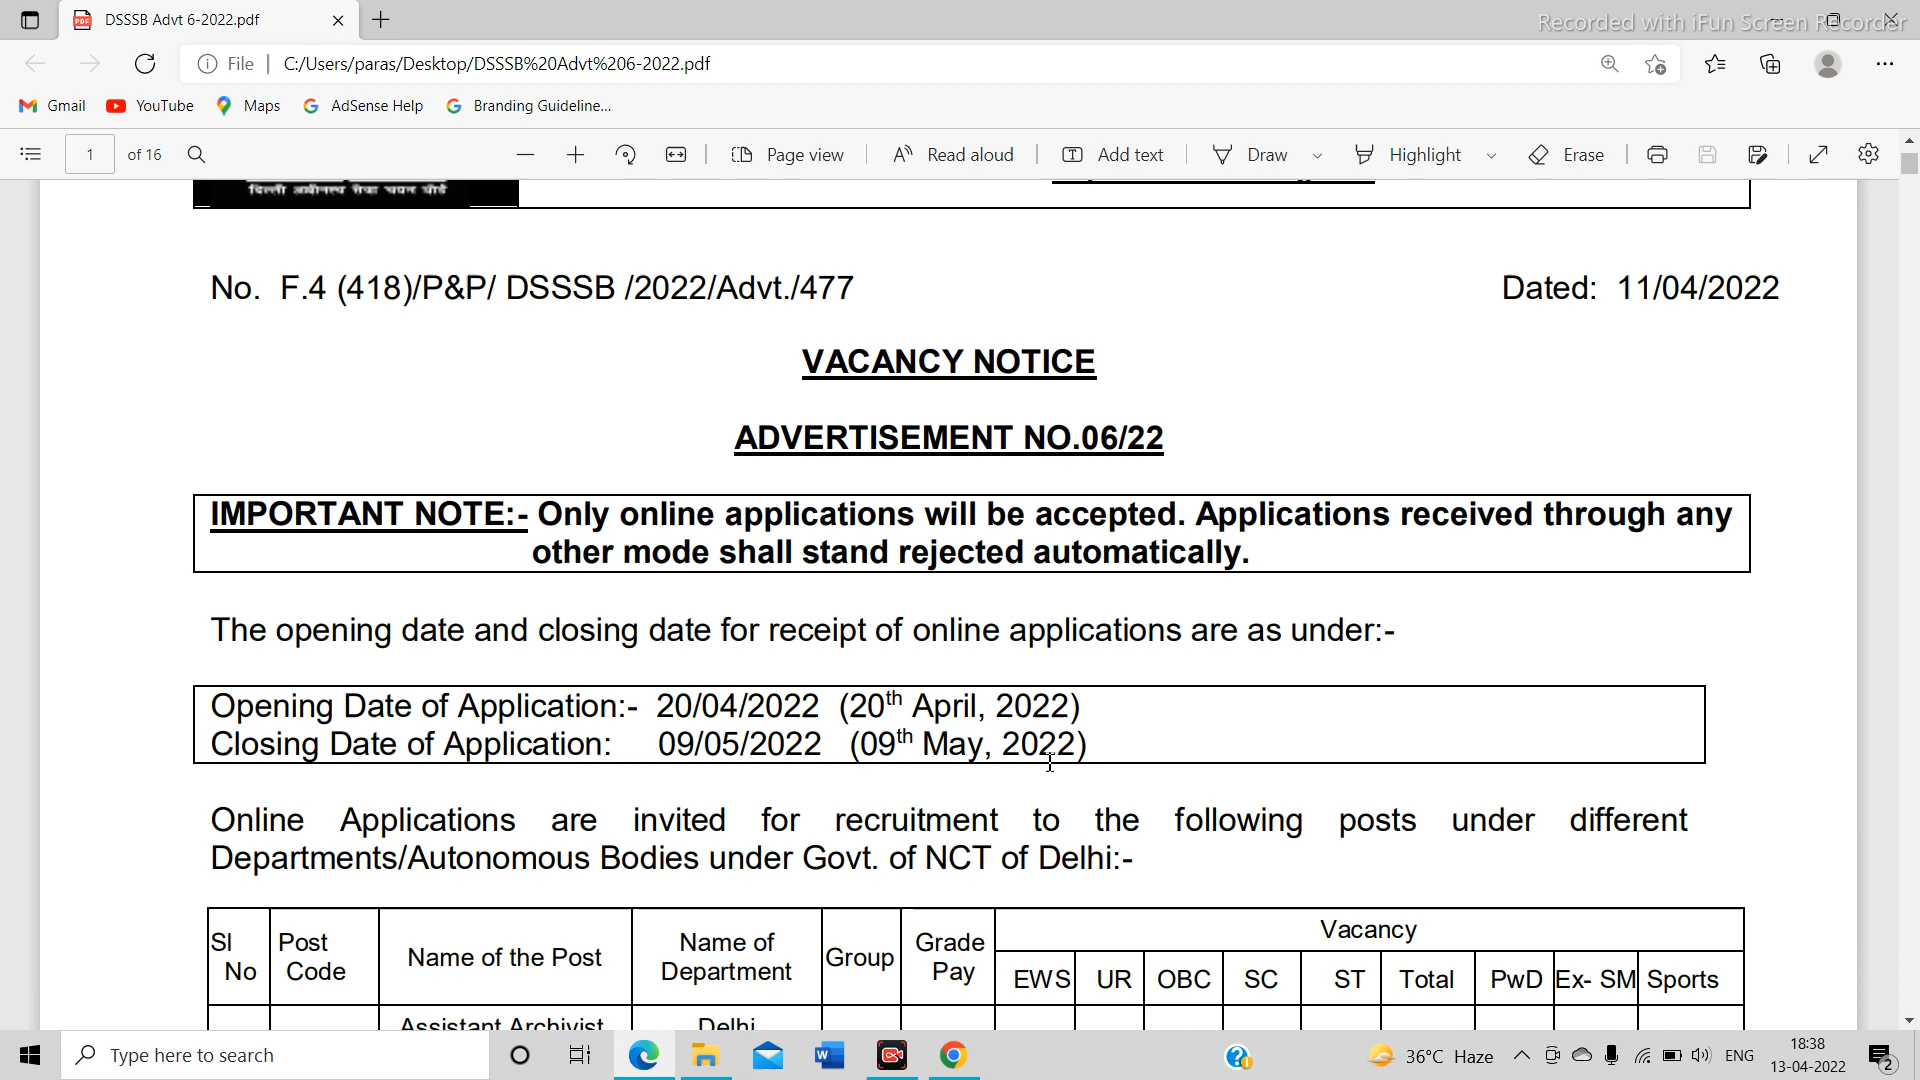 DSSSB Advt 6-2022.pdf
Recorded with iFun Screen Recorder
File
C:/Users/paras/Desktop/DSSSB%20Advt%206-2022.pdf
Gmail YouTube Maps AdSense Help Branding Guideline...
1 of 16 Page view Read aloud Add text Draw Highlight Erase
दिल्ली अधीनस्थ सेवा चयन बोर्ड
No. F.4 (418)/P&P/ DSSSB /2022/Advt./477 Dated: 11/04/2022
VACANCY NOTICE
ADVERTISEMENT NO.06/22
IMPORTANT NOTE:- Only online applications will be accepted. Applications received through any
other mode shall stand rejected automatically.
The opening date and closing date for receipt of online applications are as under:-
Opening Date of Application:- 20/04/2022 (20th April, 2022)
Closing Date of Application: 09/05/2022 (09th May, 2022)
Online Applications are invited for recruitment to the following posts under different
Departments/Autonomous Bodies under Govt. of NCT of Delhi:-
Sl No Post Code Name of the Post Name of Department Group Grade Pay Vacancy
EWS UR OBC SC ST Total PwD Ex- SM Sports
Assistant Archivist Delhi
Type here to search
36°C Haze ENG 18:38
13-04-2022 2